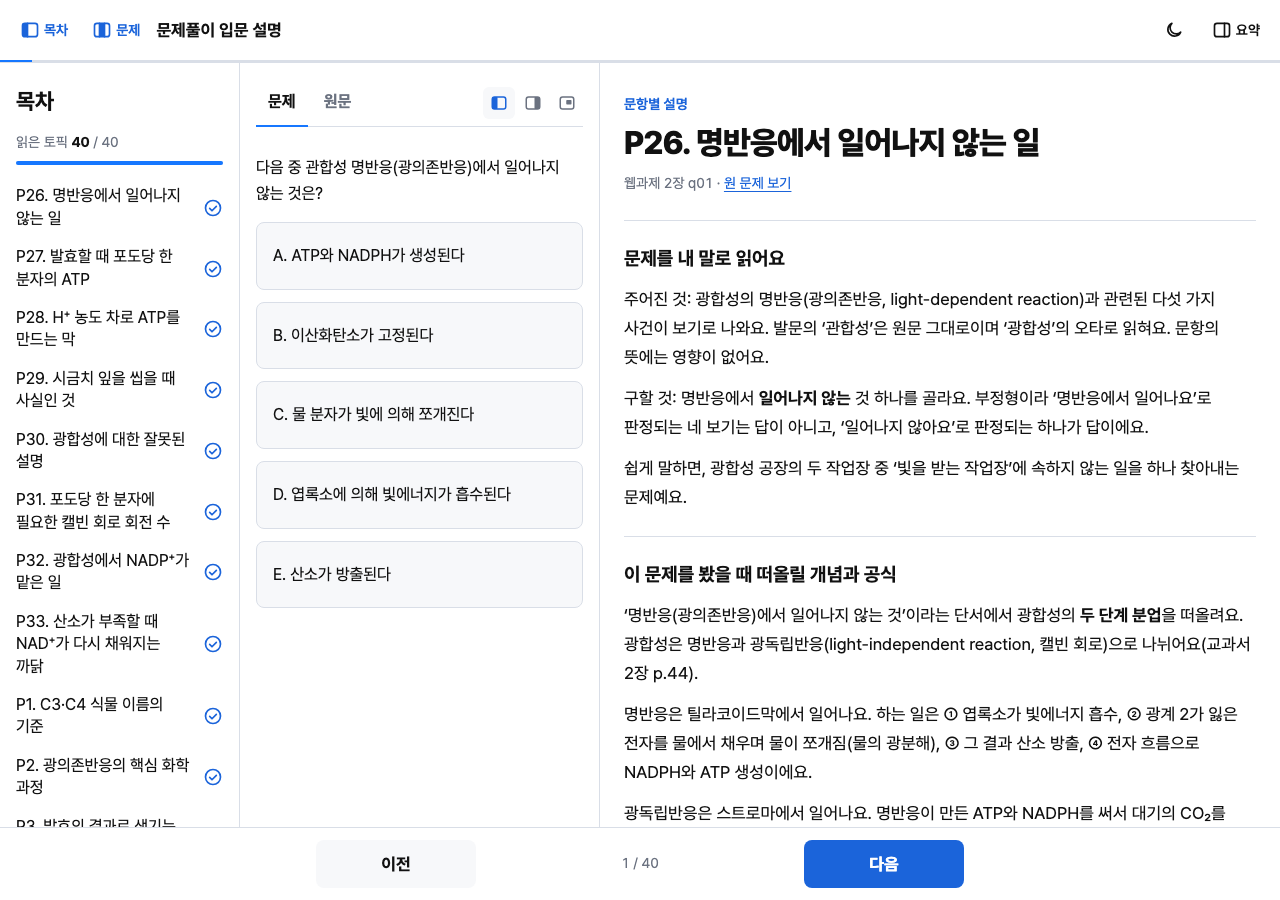 목차
문제
문제풀이 입문 설명
요약
목차
읽은 토픽 40 / 40
P26. 명반응에서 일어나지
않는 일
P27. 발효할 때 포도당 한
분자의 ATP
P28. H⁺ 농도 차로 ATP를
만드는 막
P29. 시금치 잎을 씹을 때
사실인 것
P30. 광합성에 대한 잘못된
설명
P31. 포도당 한 분자에
필요한 캘빈 회로 회전 수
P32. 광합성에서 NADP⁺가
맡은 일
P33. 산소가 부족할 때
NAD⁺가 다시 채워지는
까닭
P1. C3·C4 식물 이름의
기준
P2. 광의존반응의 핵심 화학
과정
P3. 발효의 결과로 생기는
문제
원문
다음 중 관합성 명반응(광의존반응)에서 일어나지
않는 것은?
A. ATP와 NADPH가 생성된다
B. 이산화탄소가 고정된다
C. 물 분자가 빛에 의해 쪼개진다
D. 엽록소에 의해 빛에너지가 흡수된다
E. 산소가 방출된다
문항별 설명
P26. 명반응에서 일어나지 않는 일
웹과제 2장 q01 · 원 문제 보기
문제를 내 말로 읽어요
주어진 것: 광합성의 명반응(광의존반응, light-dependent reaction)과 관련된 다섯 가지
사건이 보기로 나와요. 발문의 ‘관합성’은 원문 그대로이며 ‘광합성’의 오타로 읽혀요. 문항의
뜻에는 영향이 없어요.
구할 것: 명반응에서 일어나지 않는 것 하나를 골라요. 부정형이라 ‘명반응에서 일어나요’로
판정되는 네 보기는 답이 아니고, ‘일어나지 않아요’로 판정되는 하나가 답이에요.
쉽게 말하면, 광합성 공장의 두 작업장 중 ‘빛을 받는 작업장’에 속하지 않는 일을 하나 찾아내는
문제예요.
이 문제를 봤을 때 떠올릴 개념과 공식
‘명반응(광의존반응)에서 일어나지 않는 것’이라는 단서에서 광합성의 두 단계 분업을 떠올려요.
광합성은 명반응과 광독립반응(light-independent reaction, 캘빈 회로)으로 나뉘어요(교과서
2장 p.44).
명반응은 틸라코이드막에서 일어나요. 하는 일은 ① 엽록소가 빛에너지 흡수, ② 광계 2가 잃은
전자를 물에서 채우며 물이 쪼개짐(물의 광분해), ③ 그 결과 산소 방출, ④ 전자 흐름으로
NADPH와 ATP 생성이에요.
광독립반응은 스트로마에서 일어나요. 명반응이 만든 ATP와 NADPH를 써서 대기의 CO₂를
이전
1 / 40
다음